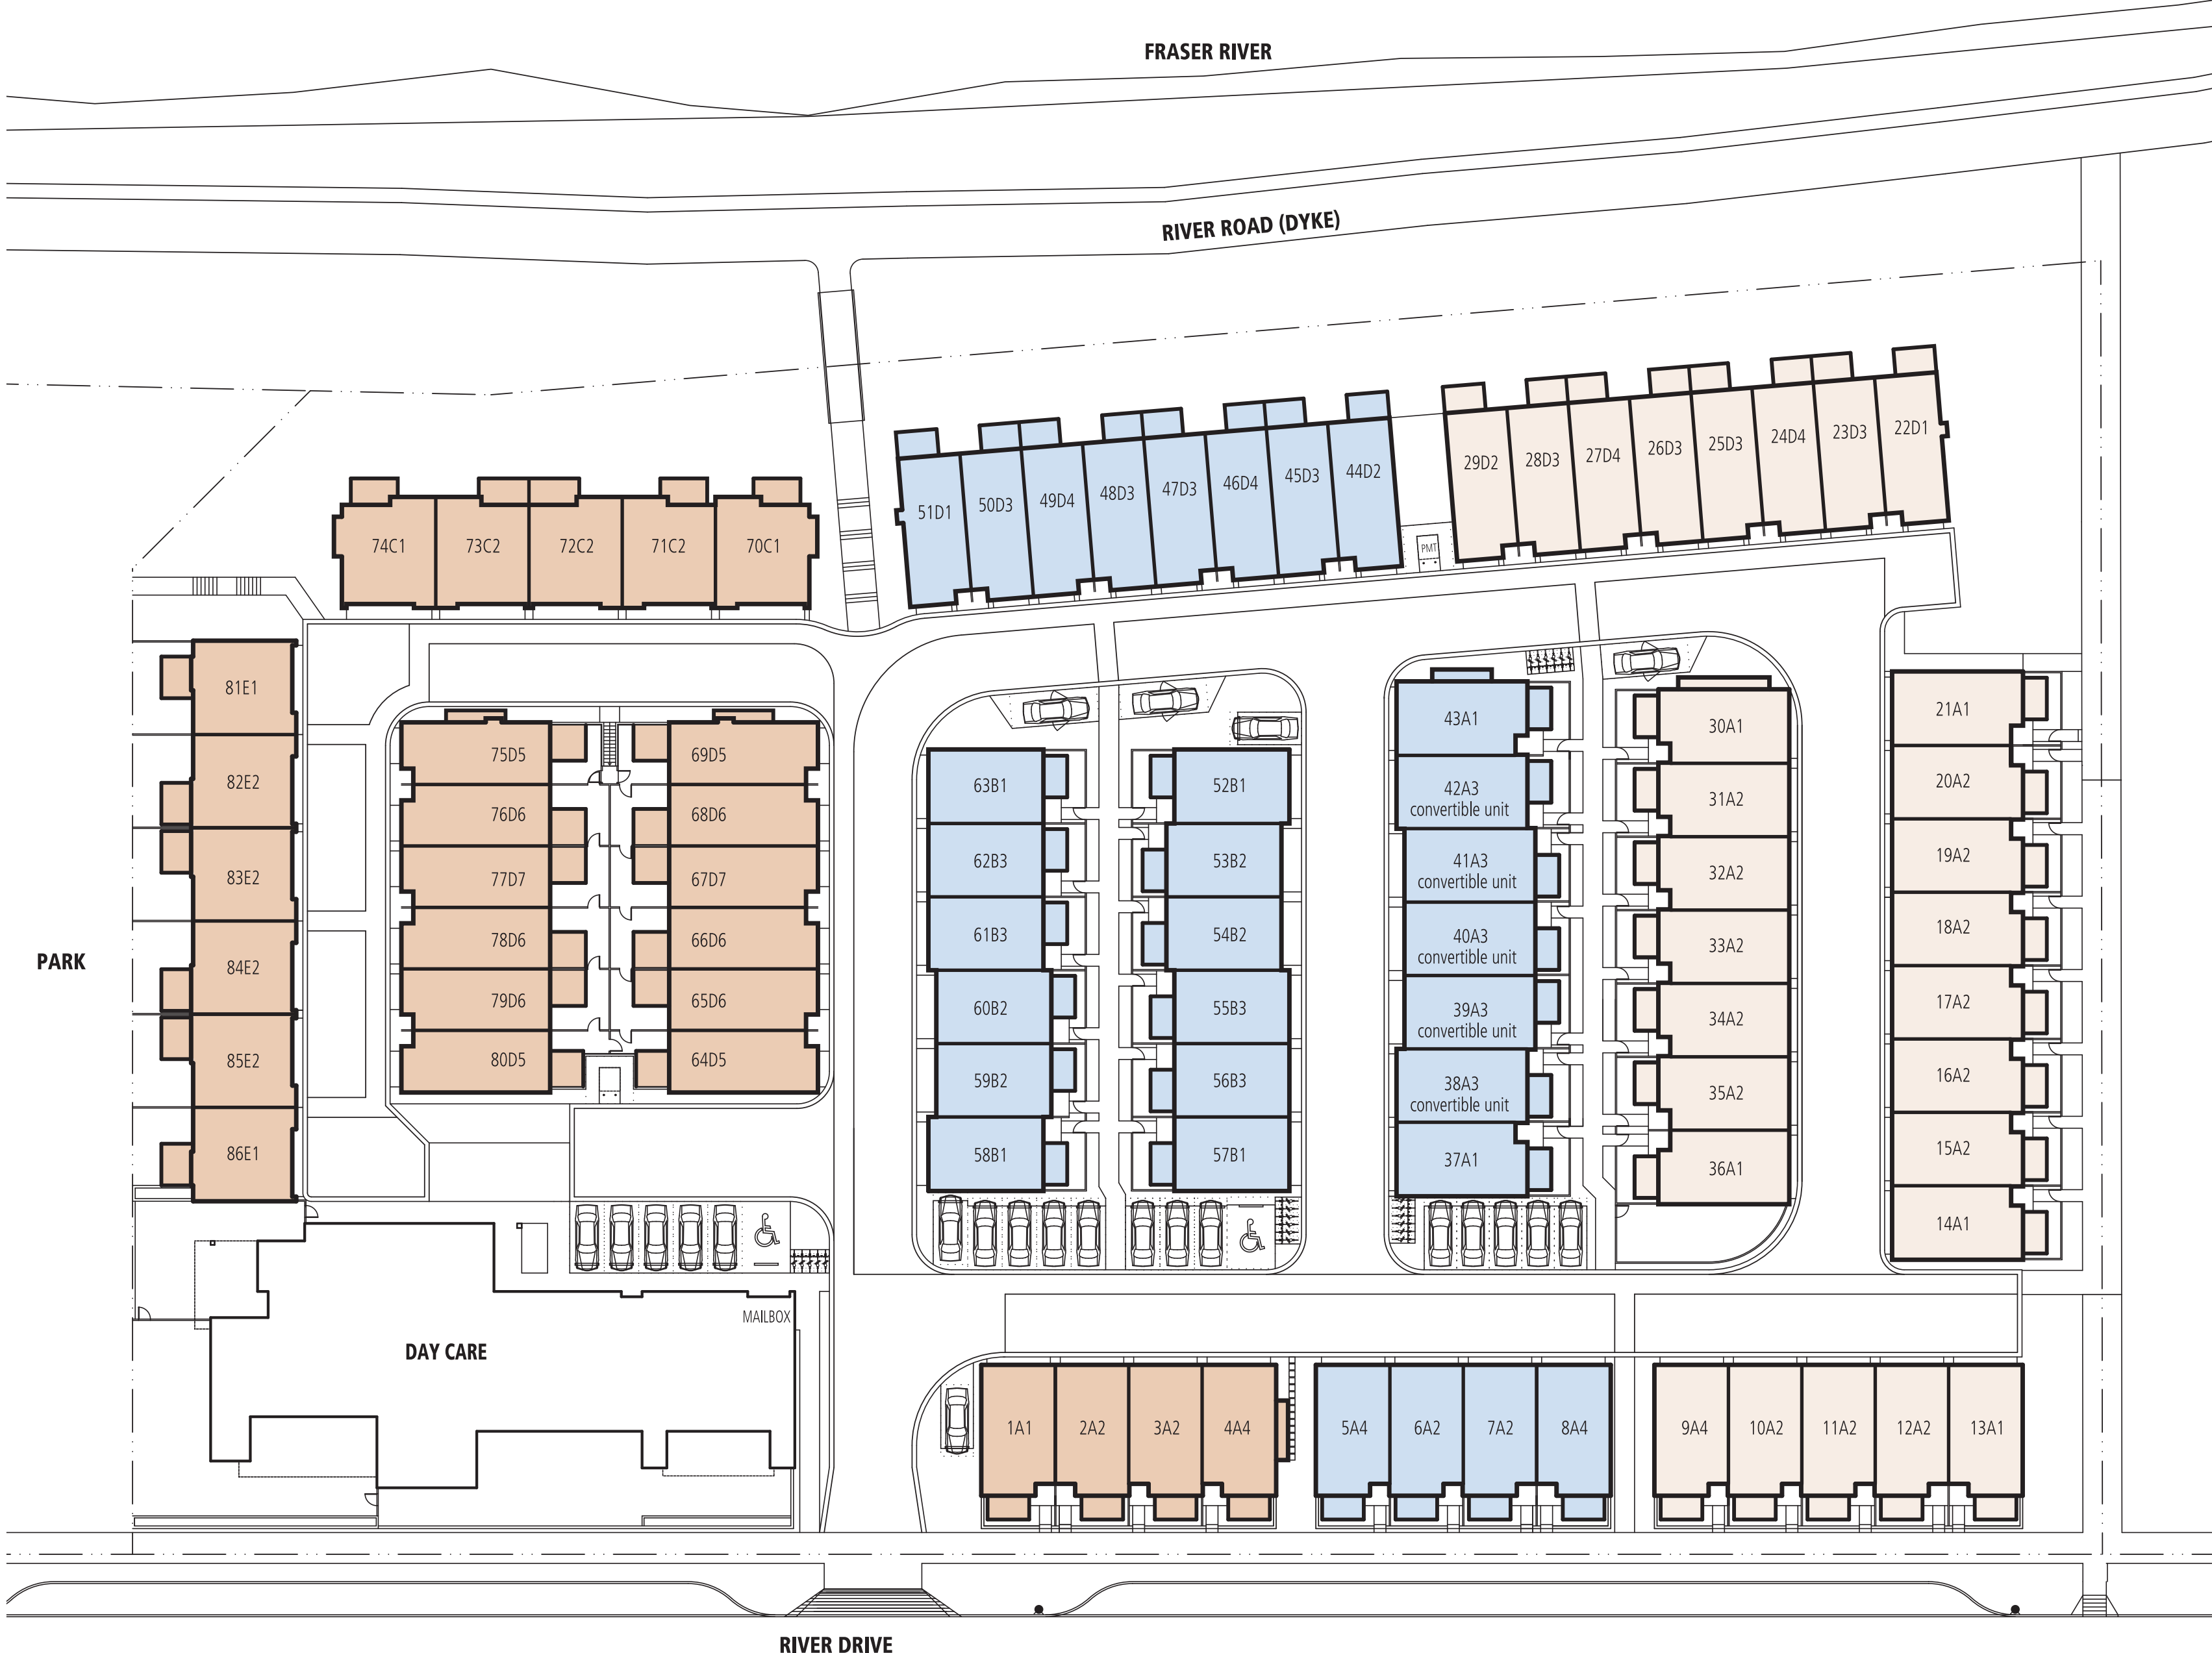 FRASER RIVER
RIVER ROAD (DYKE)
51D1
50D3
49D4
48D3
47D3
46D4
45D3
44D2
PMT
29D2
28D3
27D4
26D3
25D3
24D4
23D3
22D1
74C1
73C2
72C2
71C2
70C1
PARK
81E1
82E2
83E2
84E2
85E2
86E1
75D5
76D6
77D7
78D6
79D6
80D5
69D5
68D6
67D7
66D6
65D6
64D5
63B1
62B3
61B3
60B2
59B2
58B1
52B1
53B2
54B2
55B3
56B3
57B1
43A1
42A3
convertible unit
41A3
convertible unit
40A3
convertible unit
39A3
convertible unit
38A3
convertible unit
37A1
30A1
31A2
32A2
33A2
34A2
35A2
36A1
21A1
20A2
19A2
18A2
17A2
16A2
15A2
14A1
MAILBOX
DAY CARE
1A1
2A2
3A2
4A4
5A4
6A2
7A2
8A4
9A4
10A2
11A2
12A2
13A1
RIVER DRIVE